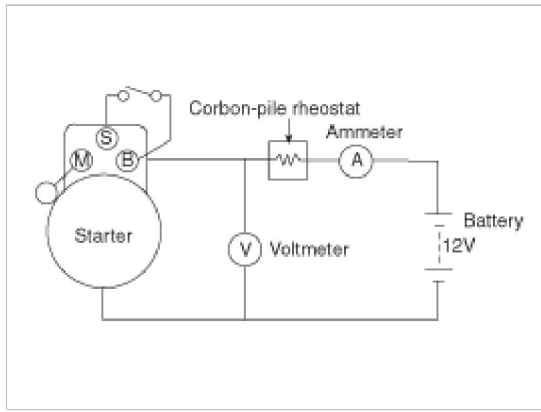 Corbon-pile rheostat
Ammeter
S
M
B
A
Battery
12V
Starter
V
Voltmeter